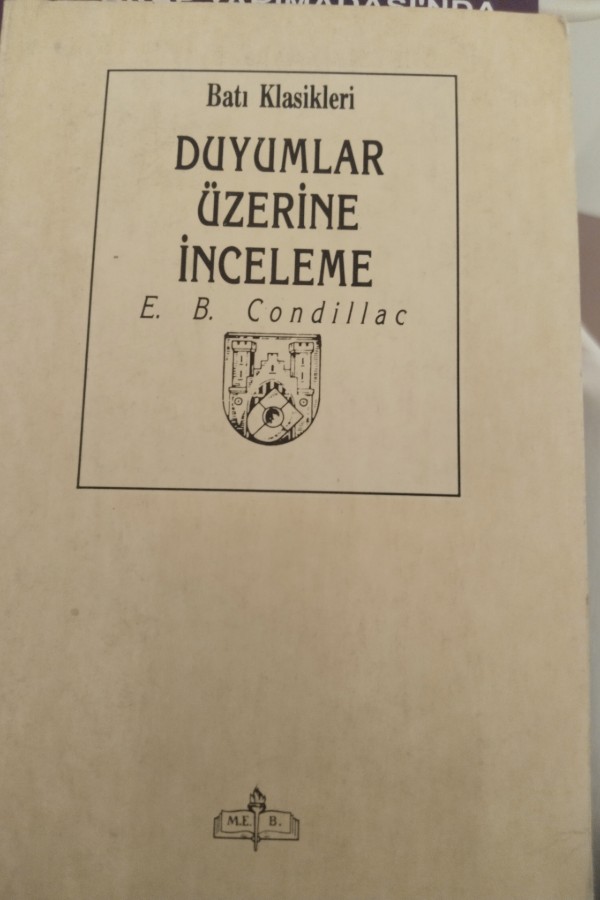 Batı Klasikleri
DUYUMLAR
ÜZERİNE
İNCELEME
E. B. Condillac
M.E. B.